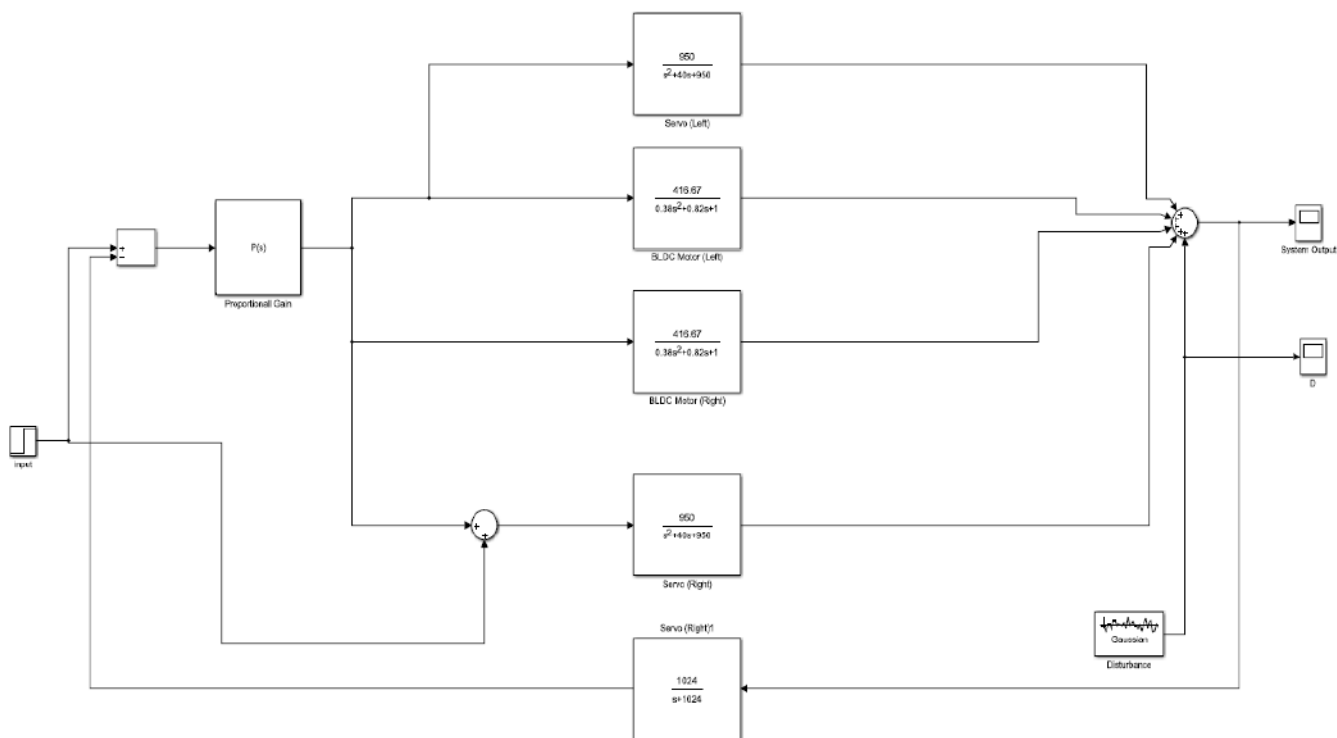 950
s²+40s+950
Servo (Left)
416.67
0.38s²+0.82s+1
BLDC Motor (Left)
+
−
P(s)
Proportionall Gain
+
+
+
+
System Output
416.67
0.38s²+0.82s+1
BLDC Motor (Right)
D
input
+
+
950
s²+40s+950
Servo (Right)
Servo (Right)1
Gaussian
Disturbance
1024
s+1024